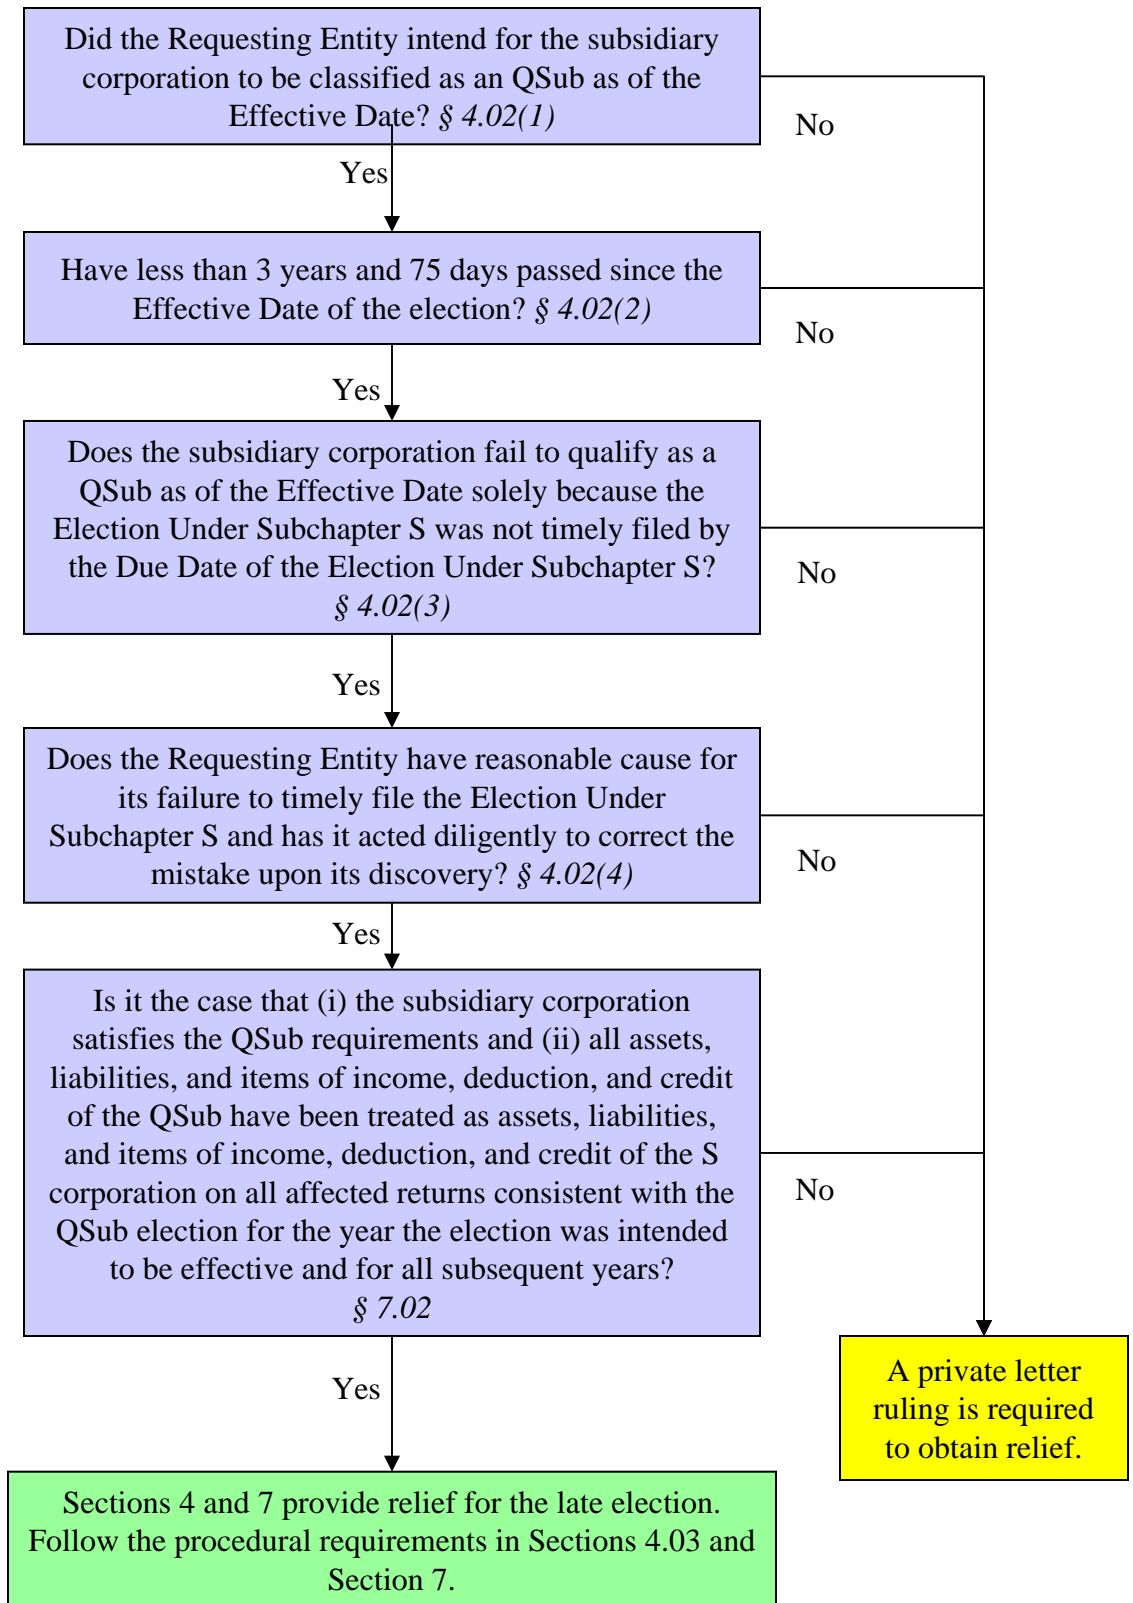 Did the Requesting Entity intend for the subsidiary
corporation to be classified as an QSub as of the
Effective Date? § 4.02(1)
No
Yes
Have less than 3 years and 75 days passed since the
Effective Date of the election? § 4.02(2)
No
Yes
Does the subsidiary corporation fail to qualify as a
QSub as of the Effective Date solely because the
Election Under Subchapter S was not timely filed by
the Due Date of the Election Under Subchapter S?
§ 4.02(3)
No
Yes
Does the Requesting Entity have reasonable cause for
its failure to timely file the Election Under
Subchapter S and has it acted diligently to correct the
mistake upon its discovery? § 4.02(4)
No
Yes
Is it the case that (i) the subsidiary corporation
satisfies the QSub requirements and (ii) all assets,
liabilities, and items of income, deduction, and credit
of the QSub have been treated as assets, liabilities,
and items of income, deduction, and credit of the S
corporation on all affected returns consistent with the
QSub election for the year the election was intended
to be effective and for all subsequent years?
§ 7.02
No
Yes
A private letter
ruling is required
to obtain relief.
Sections 4 and 7 provide relief for the late election.
Follow the procedural requirements in Sections 4.03 and
Section 7.